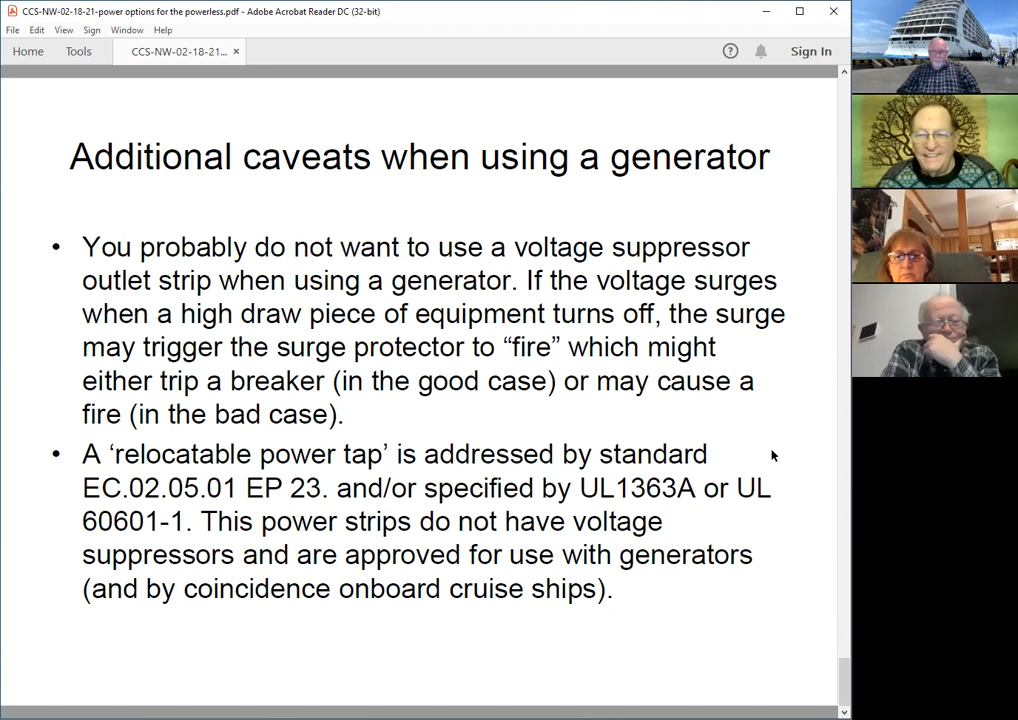 CCS-NW-02-18-21-power options for the powerless.pdf - Adobe Acrobat Reader DC (32-bit)
File Edit View Sign Window Help
Home Tools CCS-NW-02-18-21... × Sign In
Additional caveats when using a generator
• You probably do not want to use a voltage suppressor
outlet strip when using a generator. If the voltage surges
when a high draw piece of equipment turns off, the surge
may trigger the surge protector to “fire” which might
either trip a breaker (in the good case) or may cause a
fire (in the bad case).
• A ‘relocatable power tap’ is addressed by standard
EC.02.05.01 EP 23. and/or specified by UL1363A or UL
60601-1. This power strips do not have voltage
suppressors and are approved for use with generators
(and by coincidence onboard cruise ships).